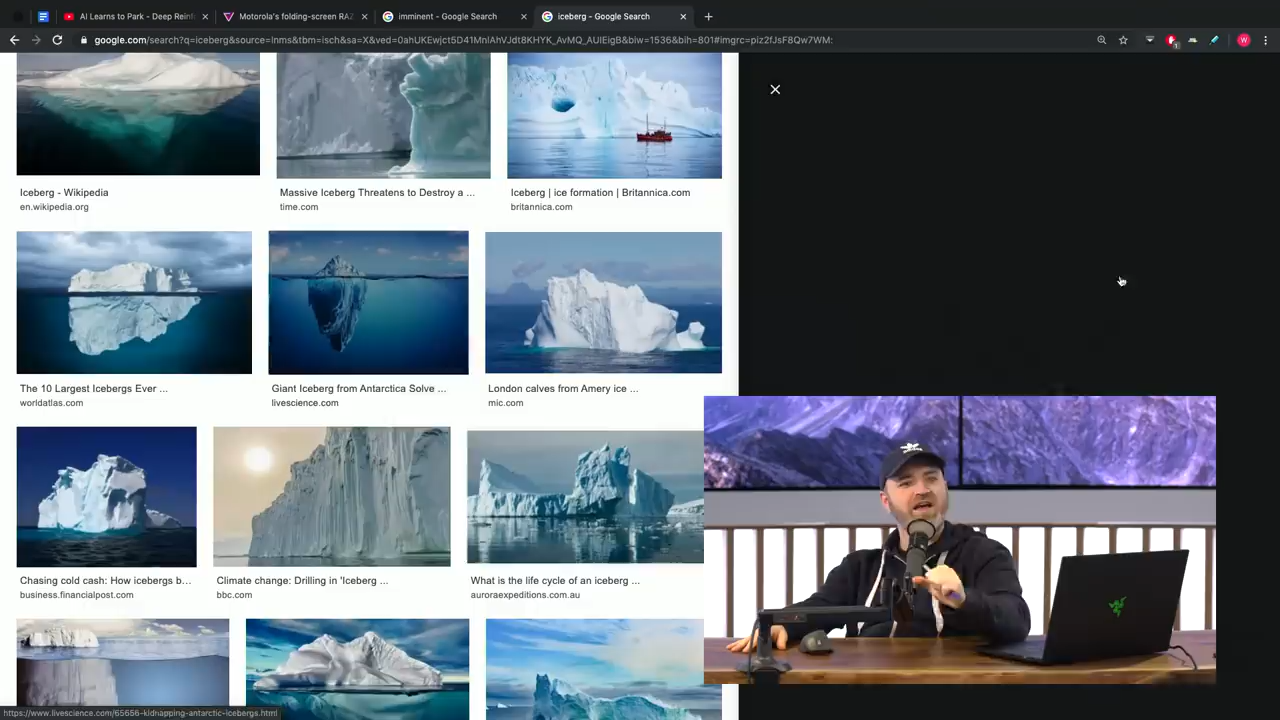 AI Learns to Park - Deep Reinf
Motorola's folding-screen RAZ
imminent - Google Search
iceberg - Google Search
google.com/search?q=iceberg&source=lnms&tbm=isch&sa=X&ved=0ahUKEwjct5D41MnlAhVJdt8KHYK_AvMQ_AUIEigB&biw=1536&bih=801#imgrc=piz2fJsF8Qw7WM:
1
W
Iceberg - Wikipedia
en.wikipedia.org
Massive Iceberg Threatens to Destroy a ...
time.com
Iceberg | ice formation | Britannica.com
britannica.com
The 10 Largest Icebergs Ever ...
worldatlas.com
Giant Iceberg from Antarctica Solve ...
livescience.com
London calves from Amery ice ...
mic.com
Chasing cold cash: How icebergs b...
business.financialpost.com
Climate change: Drilling in 'Iceberg ...
bbc.com
What is the life cycle of an iceberg ...
auroraexpeditions.com.au
https://www.livescience.com/65656-kidnapping-antarctic-icebergs.html